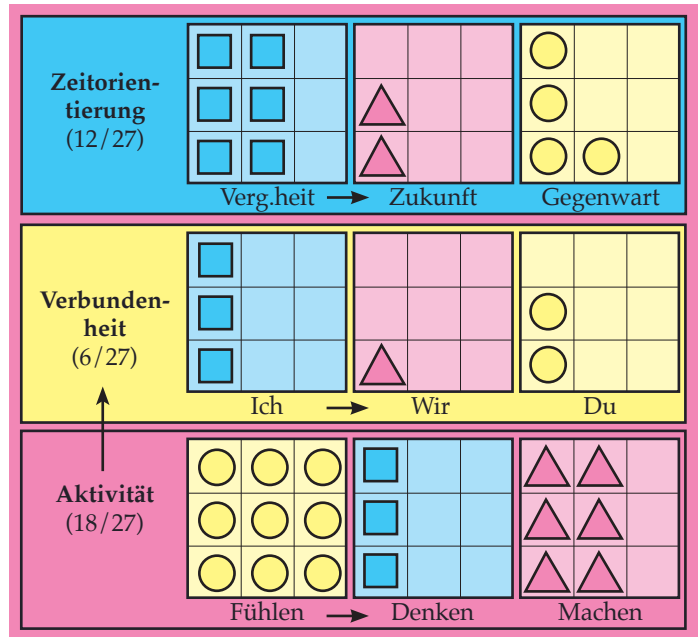 Zeitorien-
tierung
(12/27)
Verg.heit → Zukunft Gegenwart
Verbunden-
heit
(6/27)
Ich → Wir Du
Aktivität
(18/27)
Fühlen → Denken Machen